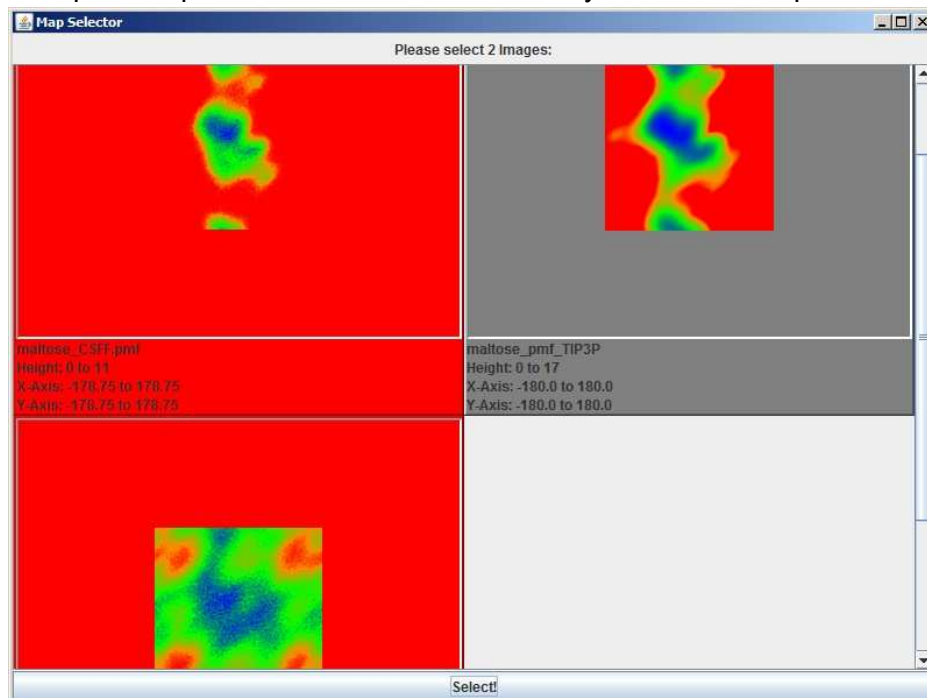 Map Selector
Please select 2 Images:
maltose_CSFF.pmf
Height: 0 to 11
X-Axis: -178.75 to 178.75
Y-Axis: -178.75 to 178.75
maltose_pmf_TIP3P
Height: 0 to 17
X-Axis: -180.0 to 180.0
Y-Axis: -180.0 to 180.0
Select!